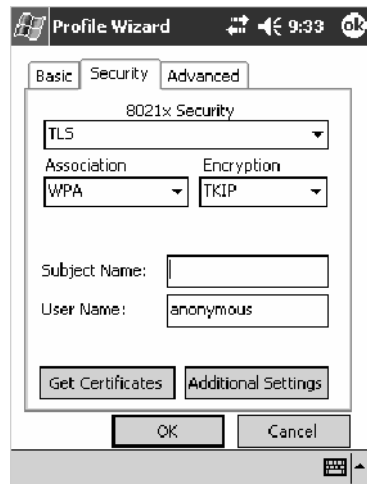 Profile Wizard 9:33 ok
Basic Security Advanced
8021x Security
TLS
Association Encryption
WPA TKIP
Subject Name:
User Name: anonymous
Get Certificates Additional Settings
OK Cancel